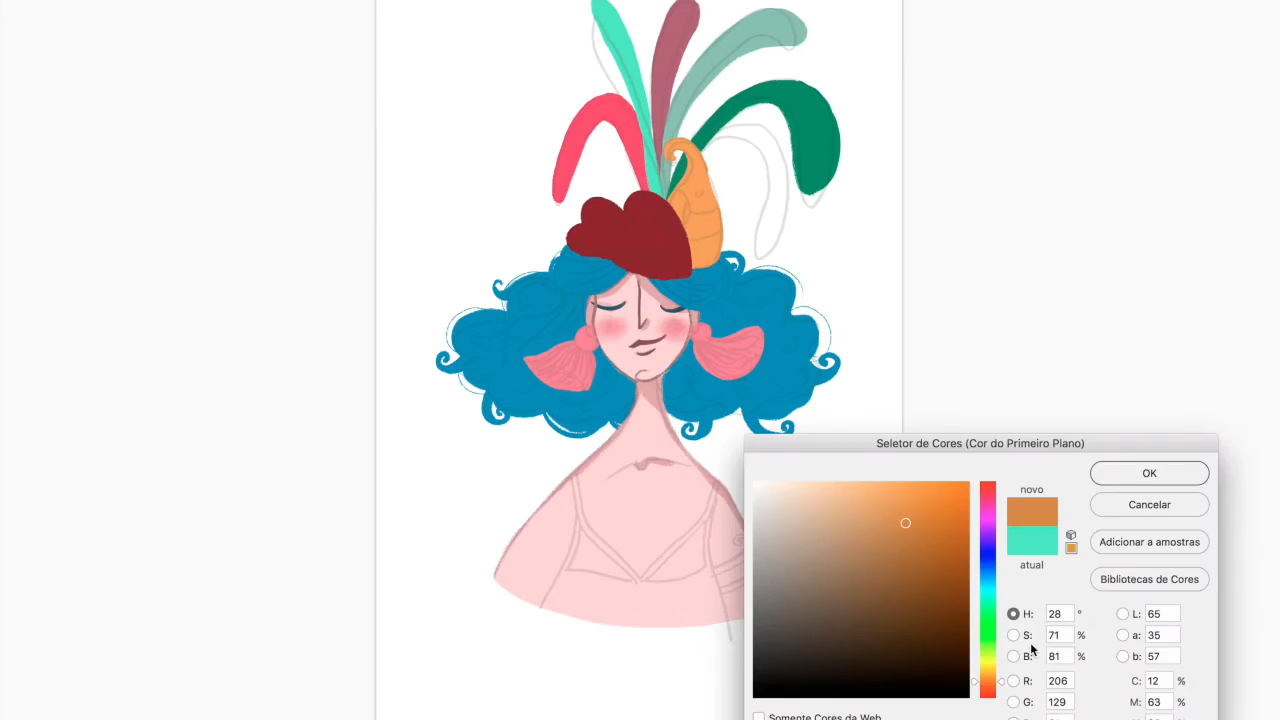 Seletor de Cores (Cor do Primeiro Plano)
OK
novo
Cancelar
Adicionar a amostras
atual
Bibliotecas de Cores
H: 28 ° L: 65
S: 71 % a: 35
B: 81 % b: 57
R: 206 C: 12 %
G: 129 M: 63 %
Somente Cores da Web